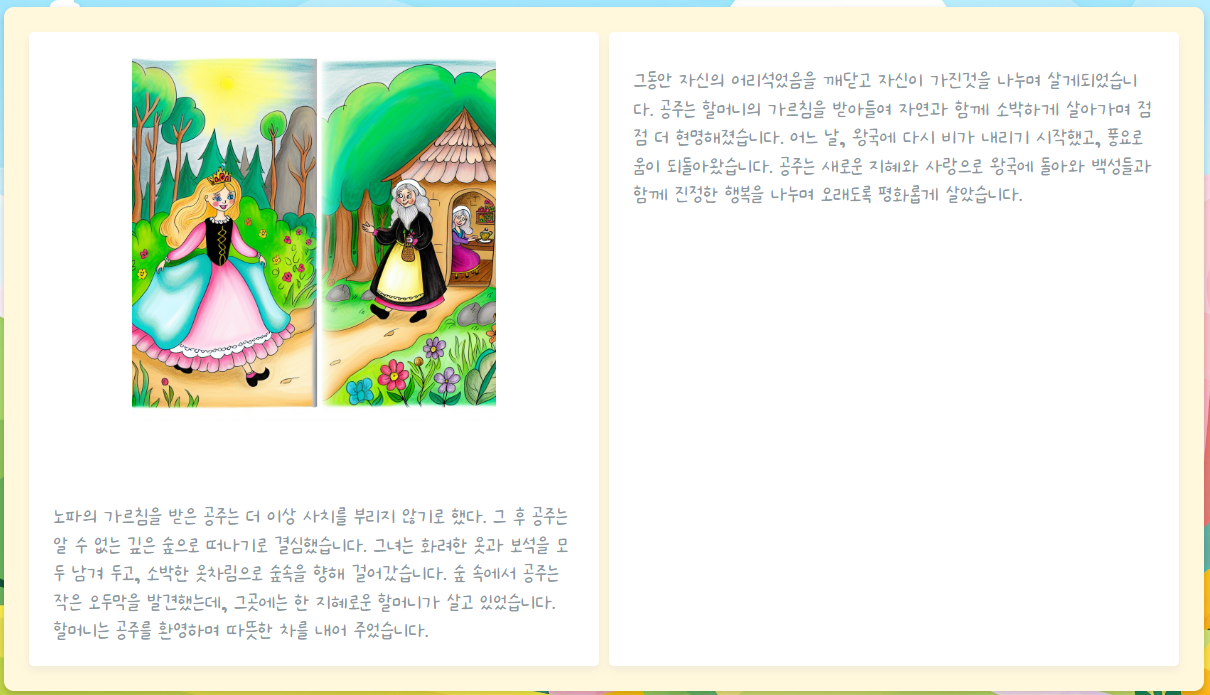 노파의 가르침을 받은 공주는 더 이상 사치를 부리지 않기로 했다. 그 후 공주는
알 수 없는 깊은 숲으로 떠나기로 결심했습니다. 그녀는 화려한 옷과 보석을 모
두 남겨 두고, 소박한 옷차림으로 숲속을 향해 걸어갔습니다. 숲 속에서 공주는
작은 오두막을 발견했는데, 그곳에는 한 지혜로운 할머니가 살고 있었습니다.
할머니는 공주를 환영하며 따뜻한 차를 내어 주었습니다.
그동안 자신의 어리석었음을 깨닫고 자신이 가진것을 나누며 살게되었습니
다. 공주는 할머니의 가르침을 받아들여 자연과 함께 소박하게 살아가며 점
점 더 현명해졌습니다. 어느 날, 왕국에 다시 비가 내리기 시작했고, 풍요로
움이 되돌아왔습니다. 공주는 새로운 지혜와 사랑으로 왕국에 돌아와 백성들과
함께 진정한 행복을 나누며 오래도록 평화롭게 살았습니다.